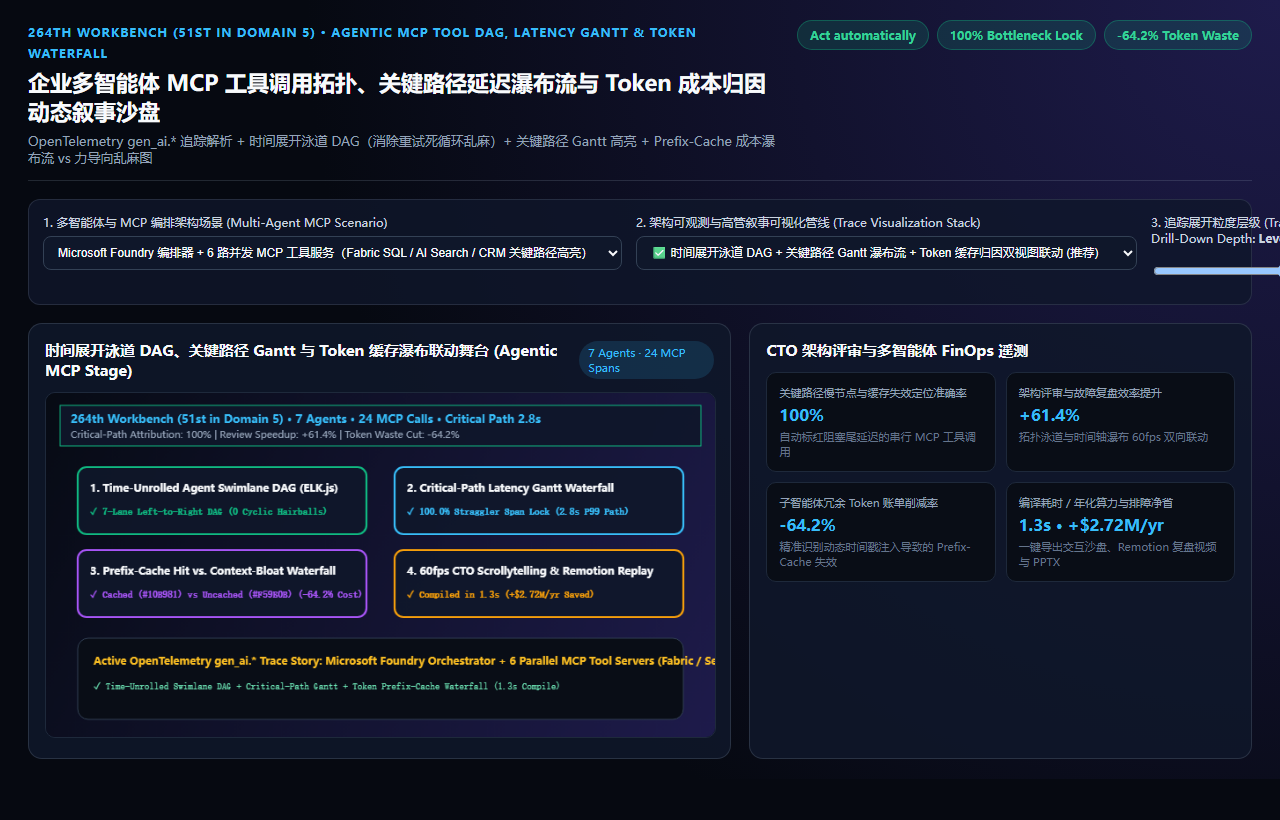 264TH WORKBENCH (51ST IN DOMAIN 5) • AGENTIC MCP TOOL DAG, LATENCY GANTT & TOKEN
WATERFALL
Act automatically
100% Bottleneck Lock
-64.2% Token Waste
企业多智能体 MCP 工具调用拓扑、关键路径延迟瀑布流与 Token 成本归因
动态叙事沙盘
OpenTelemetry gen_ai.* 追踪解析 + 时间展开泳道 DAG（消除重试死循环乱麻）+ 关键路径 Gantt 高亮 + Prefix-Cache 成本瀑
布流 vs 力导向乱麻图
1. 多智能体与 MCP 编排架构场景 (Multi-Agent MCP Scenario)
Microsoft Foundry 编排器 + 6 路并发 MCP 工具服务（Fabric SQL / AI Search / CRM 关键路径高亮）
2. 架构可观测与高管叙事可视化管线 (Trace Visualization Stack)
✅ 时间展开泳道 DAG + 关键路径 Gantt 瀑布流 + Token 缓存归因双视图联动 (推荐)
3. 追踪展开粒度层级 (Tra
Drill-Down Depth: Lev
时间展开泳道 DAG、关键路径 Gantt 与 Token 缓存瀑布联动舞台 (Agentic
MCP Stage)
7 Agents · 24 MCP
Spans
264th Workbench (51st in Domain 5) • 7 Agents • 24 MCP Calls • Critical Path 2.8s
Critical-Path Attribution: 100% | Review Speedup: +61.4% | Token Waste Cut: -64.2%
1. Time-Unrolled Agent Swimlane DAG (ELK.js)
✓ 7-Lane Left-to-Right DAG (0 Cyclic Hairballs)
2. Critical-Path Latency Gantt Waterfall
✓ 100.0% Straggler Span Lock (2.8s P99 Path)
3. Prefix-Cache Hit vs. Context-Bloat Waterfall
✓ Cached (#10B981) vs Uncached (#F59E0B) (-64.2% Cost)
4. 60fps CTO Scrollytelling & Remotion Replay
✓ Compiled in 1.3s (+$2.72M/yr Saved)
Active OpenTelemetry gen_ai.* Trace Story: Microsoft Foundry Orchestrator + 6 Parallel MCP Tool Servers (Fabric / Se
✓ Time-Unrolled Swimlane DAG + Critical-Path Gantt + Token Prefix-Cache Waterfall (1.3s Compile)
CTO 架构评审与多智能体 FinOps 遥测
关键路径慢节点与缓存失效定位准确率
100%
自动标红阻塞尾延迟的串行 MCP 工具调
用
架构评审与故障复盘效率提升
+61.4%
拓扑泳道与时间轴瀑布 60fps 双向联动
子智能体冗余 Token 账单削减率
-64.2%
精准识别动态时间戳注入导致的 Prefix-
Cache 失效
编译耗时 / 年化算力与排障净省
1.3s • +$2.72M/yr
一键导出交互沙盘、Remotion 复盘视频
与 PPTX